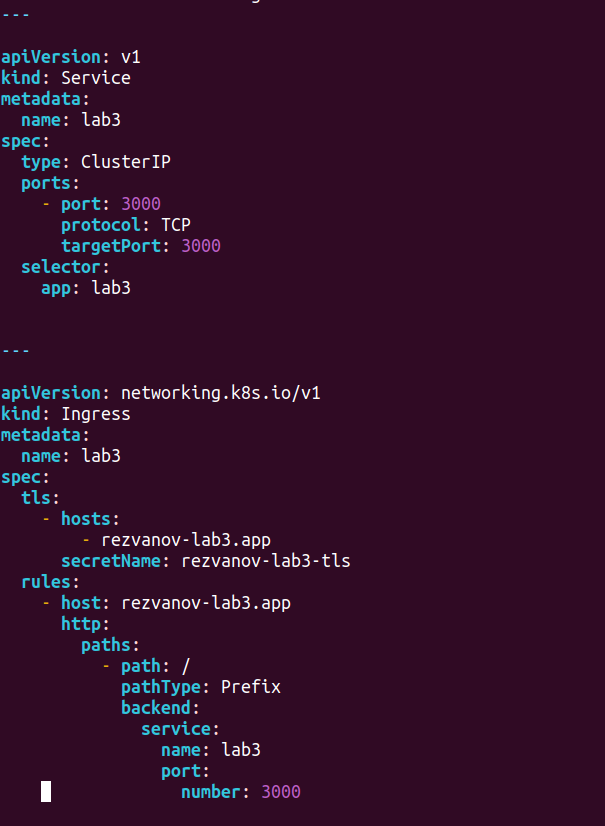 ---
apiVersion: v1
kind: Service
metadata:
  name: lab3
spec:
  type: ClusterIP
  ports:
    - port: 3000
      protocol: TCP
      targetPort: 3000
  selector:
    app: lab3
---
apiVersion: networking.k8s.io/v1
kind: Ingress
metadata:
  name: lab3
spec:
  tls:
    - hosts:
        - rezvanov-lab3.app
      secretName: rezvanov-lab3-tls
  rules:
    - host: rezvanov-lab3.app
      http:
        paths:
          - path: /
            pathType: Prefix
            backend:
              service:
                name: lab3
                port:
                  number: 3000